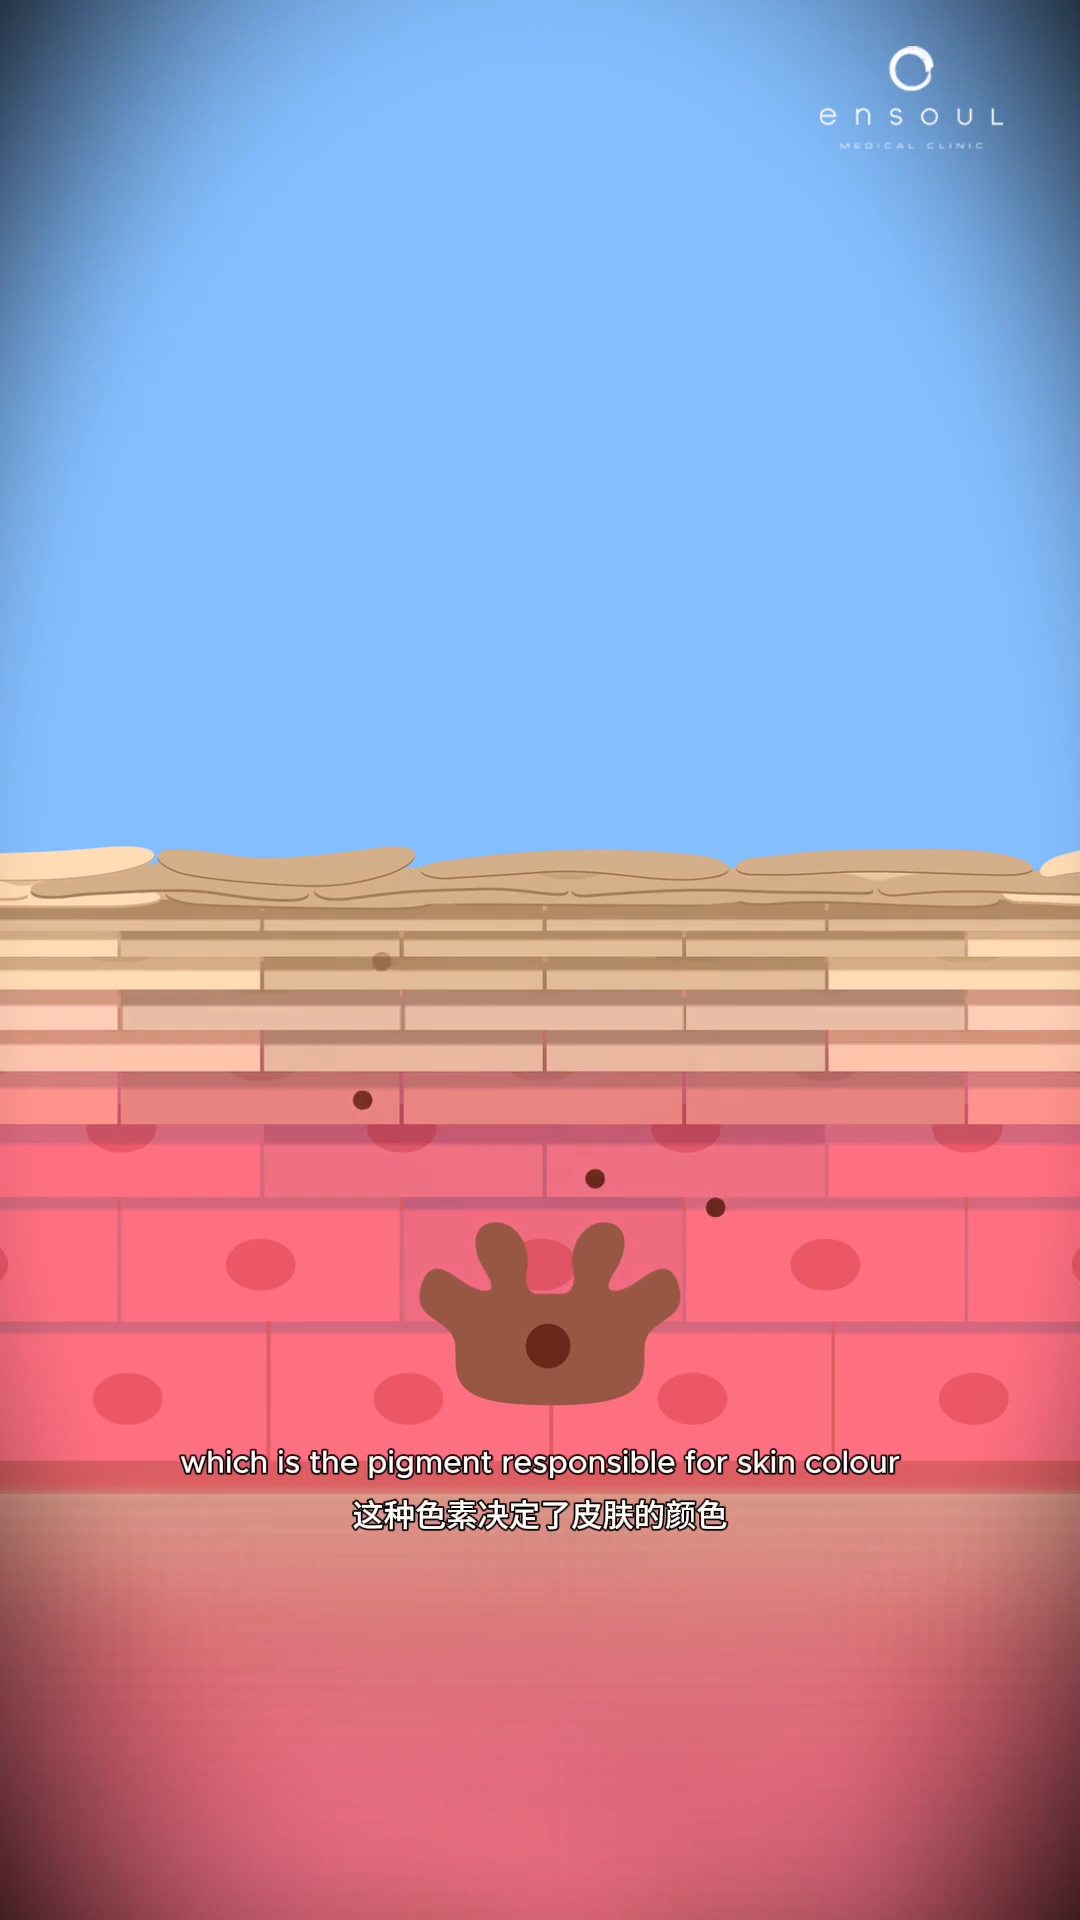 ensoul
MEDICAL CLINIC
which is the pigment responsible for skin colour
这种色素决定了皮肤的颜色